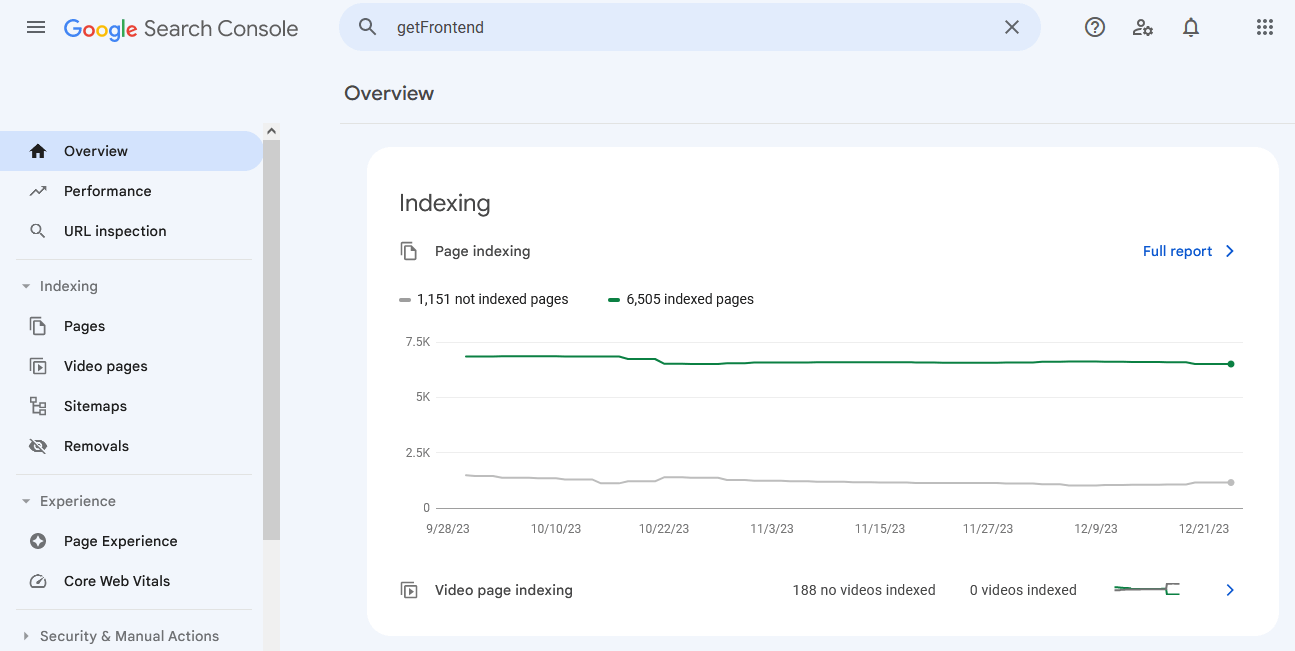 Google Search Console
getFrontend
Overview
Overview
Performance
URL inspection
Indexing
Pages
Video pages
Sitemaps
Removals
Experience
Page Experience
Core Web Vitals
Security & Manual Actions
Indexing
Page indexing
Full report
1,151 not indexed pages 6,505 indexed pages
7.5K
5K
2.5K
0
9/28/23 10/10/23 10/22/23 11/3/23 11/15/23 11/27/23 12/9/23 12/21/23
Video page indexing 188 no videos indexed 0 videos indexed